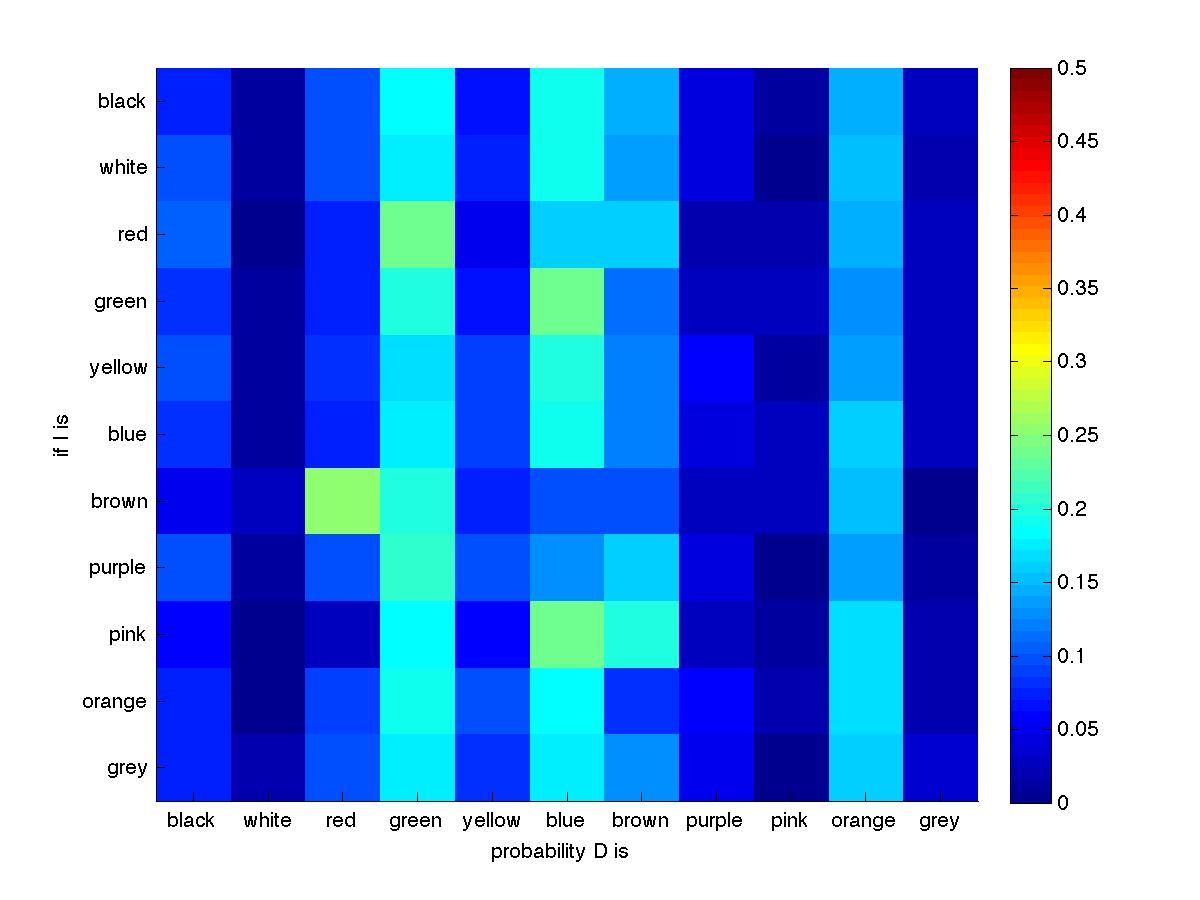 if I is
black
white
red
green
yellow
blue
brown
purple
pink
orange
grey
black white red green yellow blue brown purple pink orange grey
probability D is
0.5
0.45
0.4
0.35
0.3
0.25
0.2
0.15
0.1
0.05
0